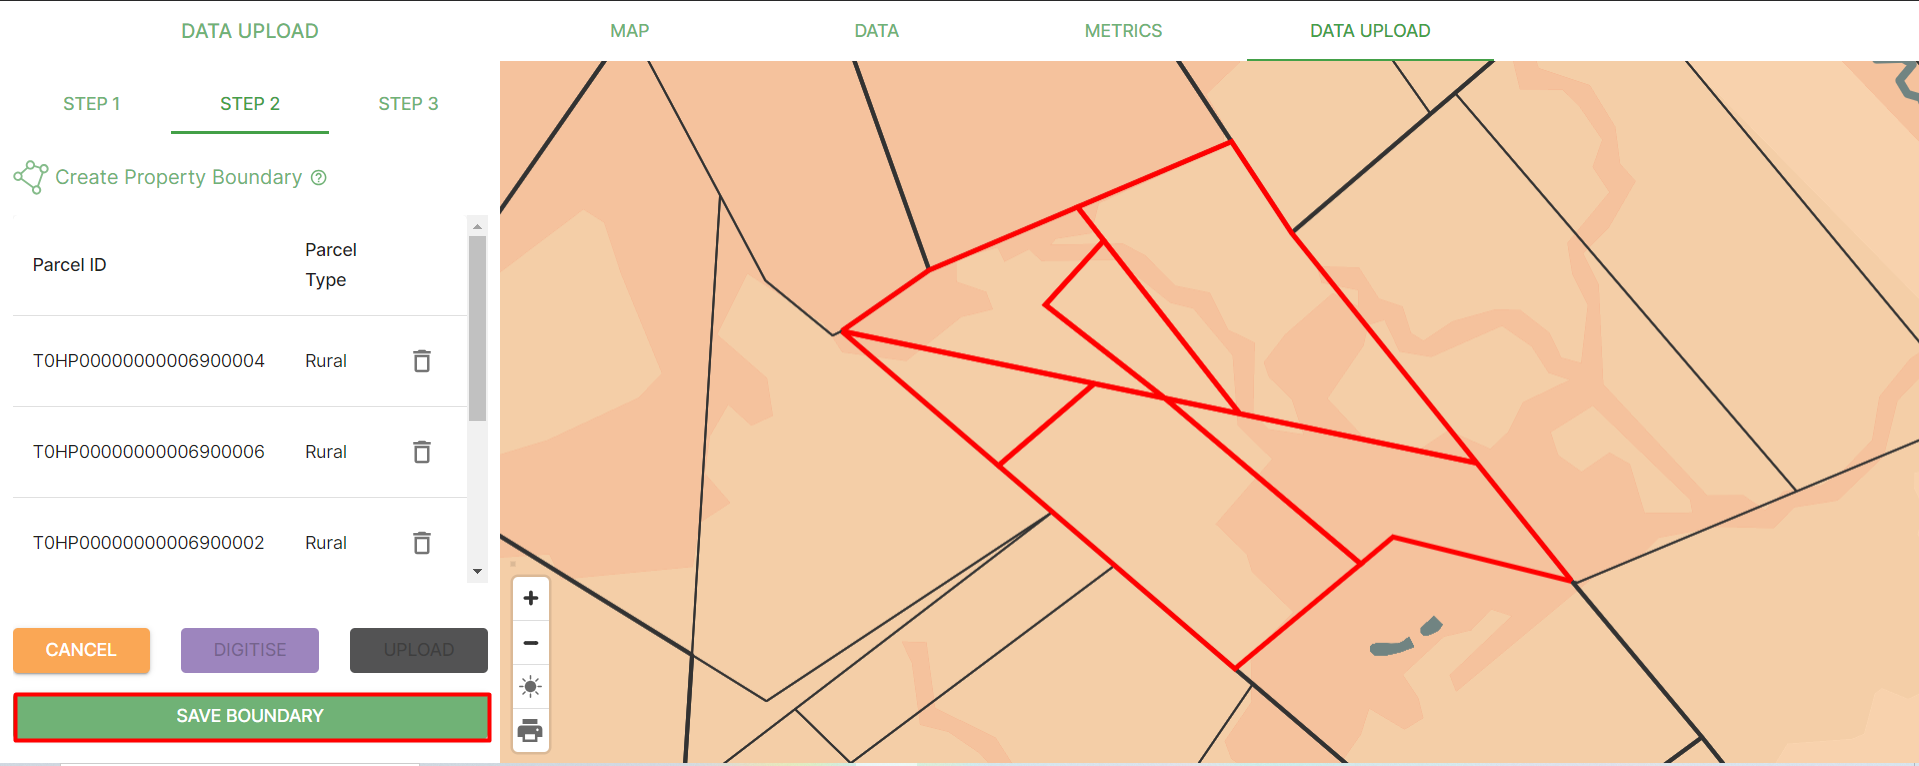 DATA UPLOAD
MAP
DATA
METRICS
DATA UPLOAD
STEP 1
STEP 2
STEP 3
Create Property Boundary
Parcel ID
Parcel
Type
T0HP00000000006900004
Rural
T0HP00000000006900006
Rural
T0HP00000000006900002
Rural
CANCEL
DIGITISE
UPLOAD
SAVE BOUNDARY